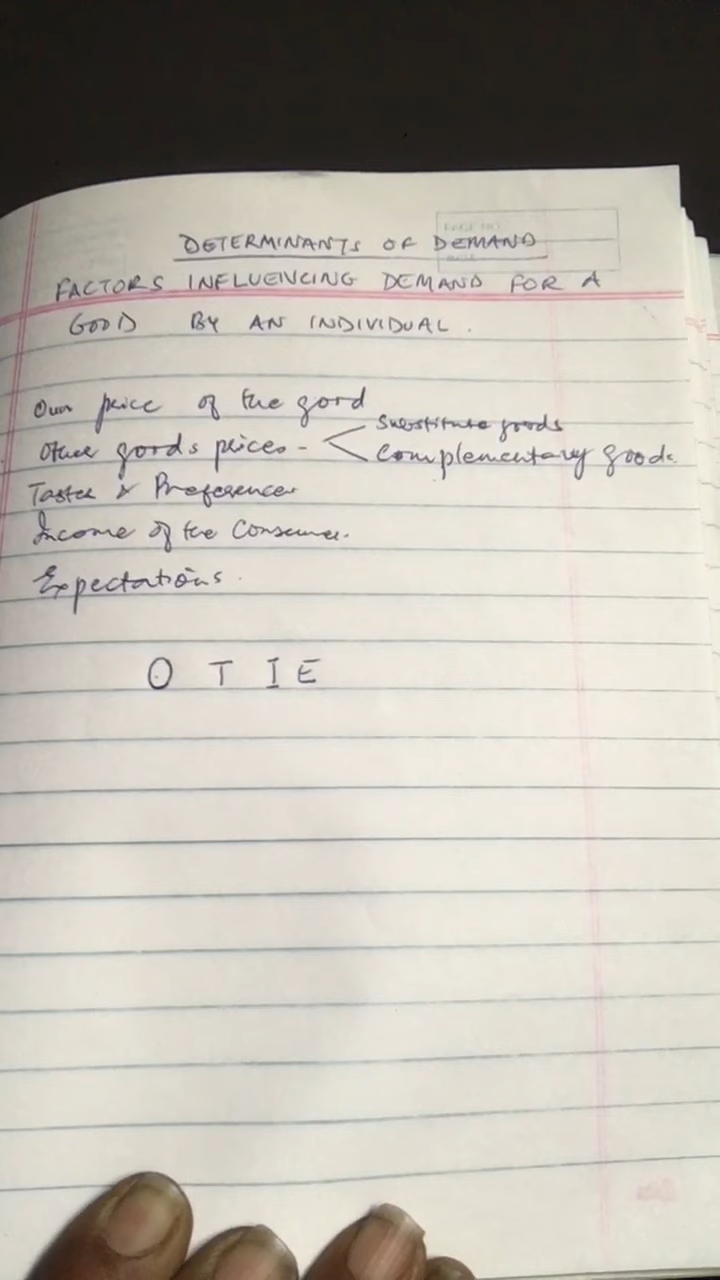 DETERMINANTS OF DEMAND
FACTORS INFLUENCING DEMAND FOR A
GOOD BY AN INDIVIDUAL.
Own price of the good
Other goods prices - Substitute goods
Complementary goods.
Tastes & Preferences
Income of the Consumer.
Expectations.
O T I E